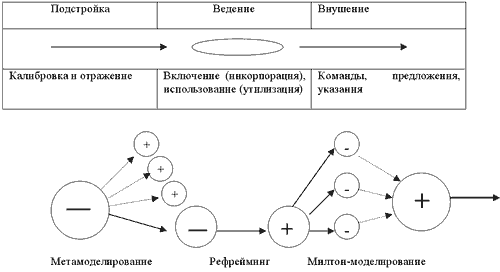 Подстройка Ведение Внушение
Калибровка и отражение Включение (инкорпорация), Команды, предложения,
использование (утилизация) указания
+
+
+
-
-
-
—
—
+
+
Метамоделирование Рефрейминг Милтон-моделирование